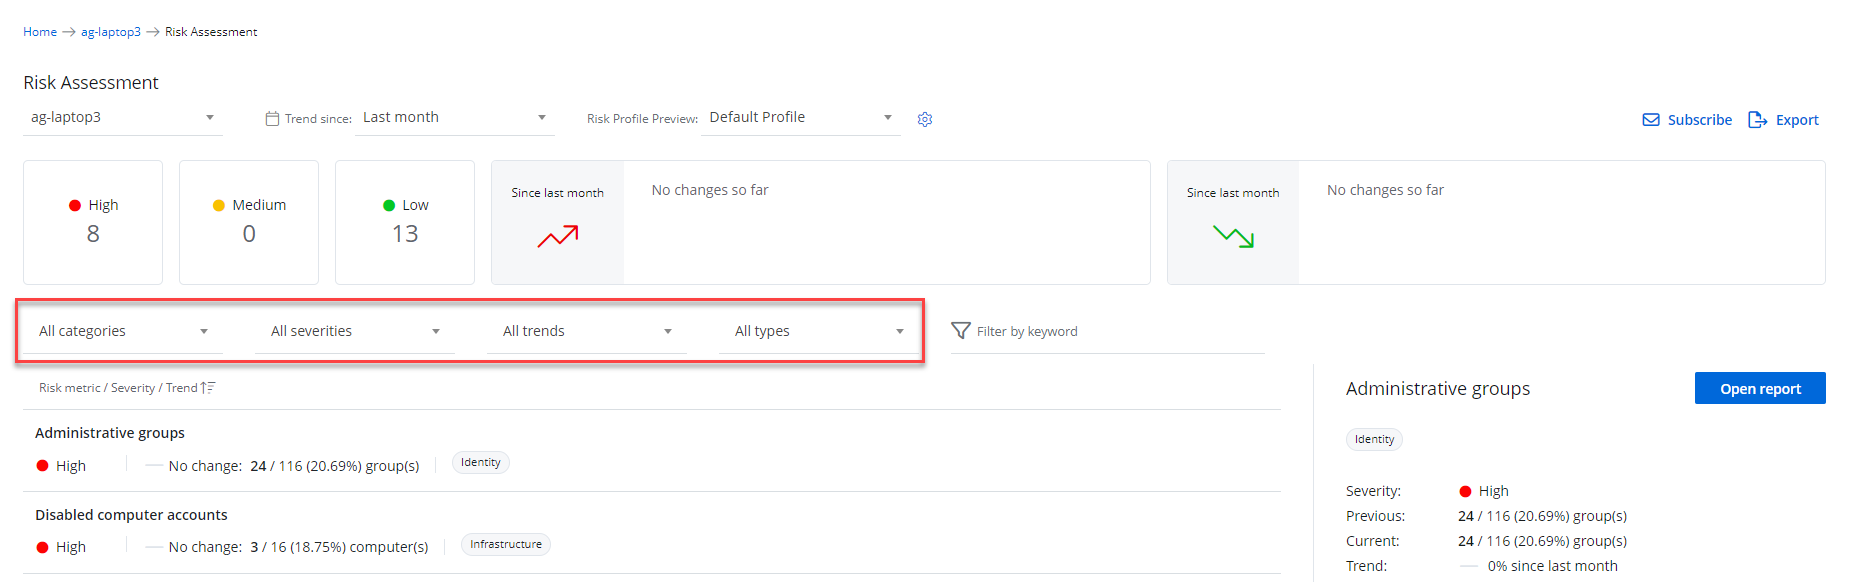 Home → ag-laptop3 → Risk Assessment
Risk Assessment
ag-laptop3
Trend since: Last month
Risk Profile Preview: Default Profile
Subscribe
Export
High
8
Medium
0
Low
13
Since last month
No changes so far
Since last month
No changes so far
All categories
All severities
All trends
All types
Filter by keyword
Risk metric / Severity / Trend
Administrative groups
High
No change: 24 / 116 (20.69%) group(s)
Identity
Disabled computer accounts
High
No change: 3 / 16 (18.75%) computer(s)
Infrastructure
Administrative groups
Open report
Identity
Severity: High
Previous: 24 / 116 (20.69%) group(s)
Current: 24 / 116 (20.69%) group(s)
Trend: 0% since last month